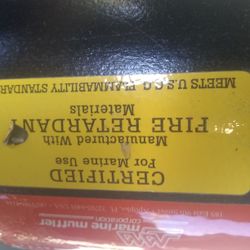 marine muffler
corporation
CERTIFIED
For Marine Use
Manufactured With
FIRE RETARDANT
Materials
MEETS U.S.C.G. FLAMMABILITY STANDAR